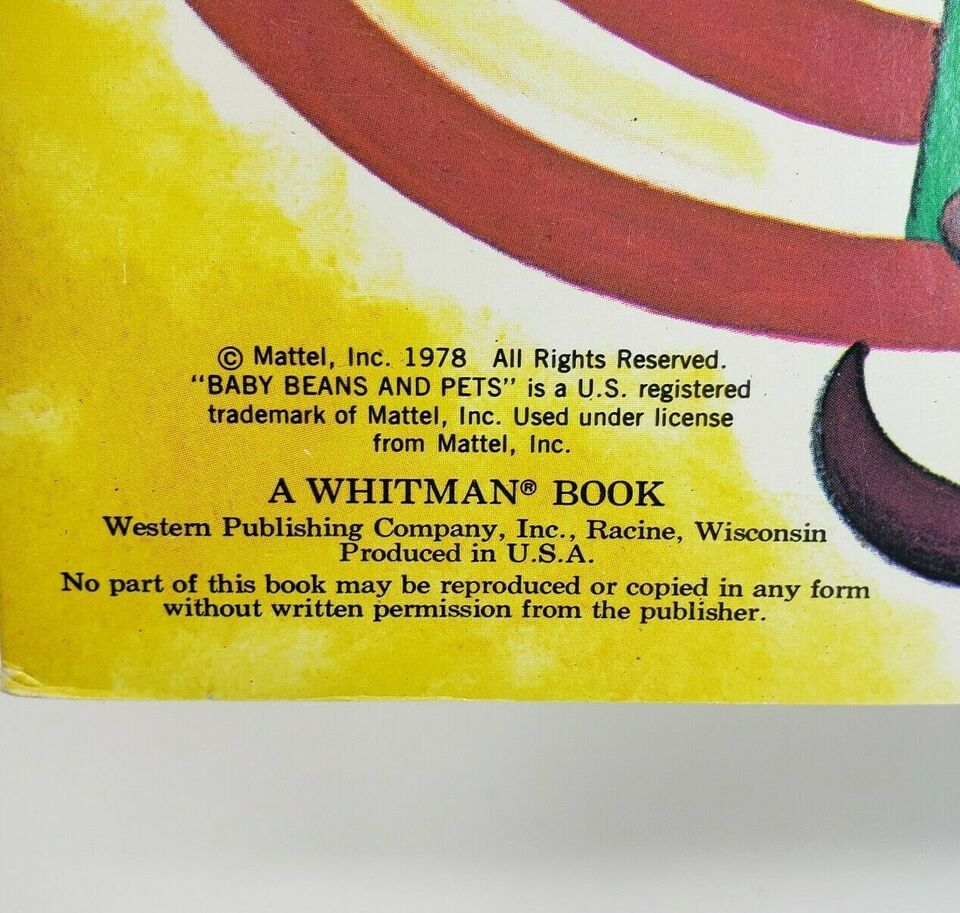 © Mattel, Inc. 1978 All Rights Reserved.
"BABY BEANS AND PETS" is a U.S. registered
trademark of Mattel, Inc. Used under license
from Mattel, Inc.
A WHITMAN® BOOK
Western Publishing Company, Inc., Racine, Wisconsin
Produced in U.S.A.
No part of this book may be reproduced or copied in any form
without written permission from the publisher.